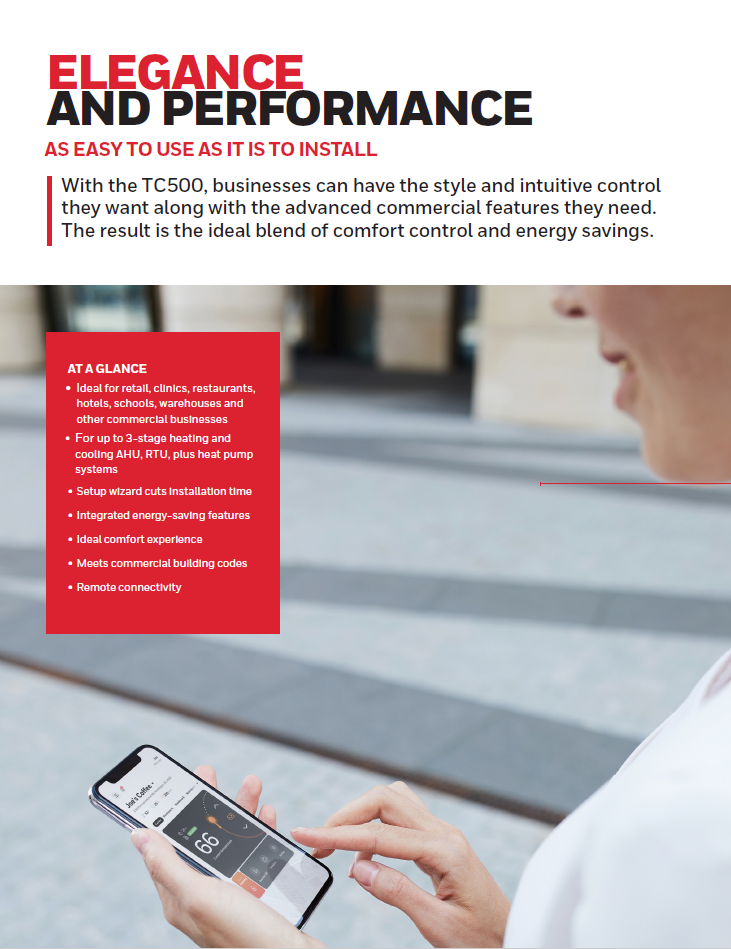 ELEGANCE
AND PERFORMANCE
AS EASY TO USE AS IT IS TO INSTALL
With the TC500, businesses can have the style and intuitive control
they want along with the advanced commercial features they need.
The result is the ideal blend of comfort control and energy savings.
AT A GLANCE
• Ideal for retail, clinics, restaurants,
hotels, schools, warehouses and
other commercial businesses
• For up to 3-stage heating and
cooling AHU, RTU, plus heat pump
systems
• Setup wizard cuts installation time
• Integrated energy-saving features
• Ideal comfort experience
• Meets commercial building codes
• Remote connectivity
Joe's Coffee
66